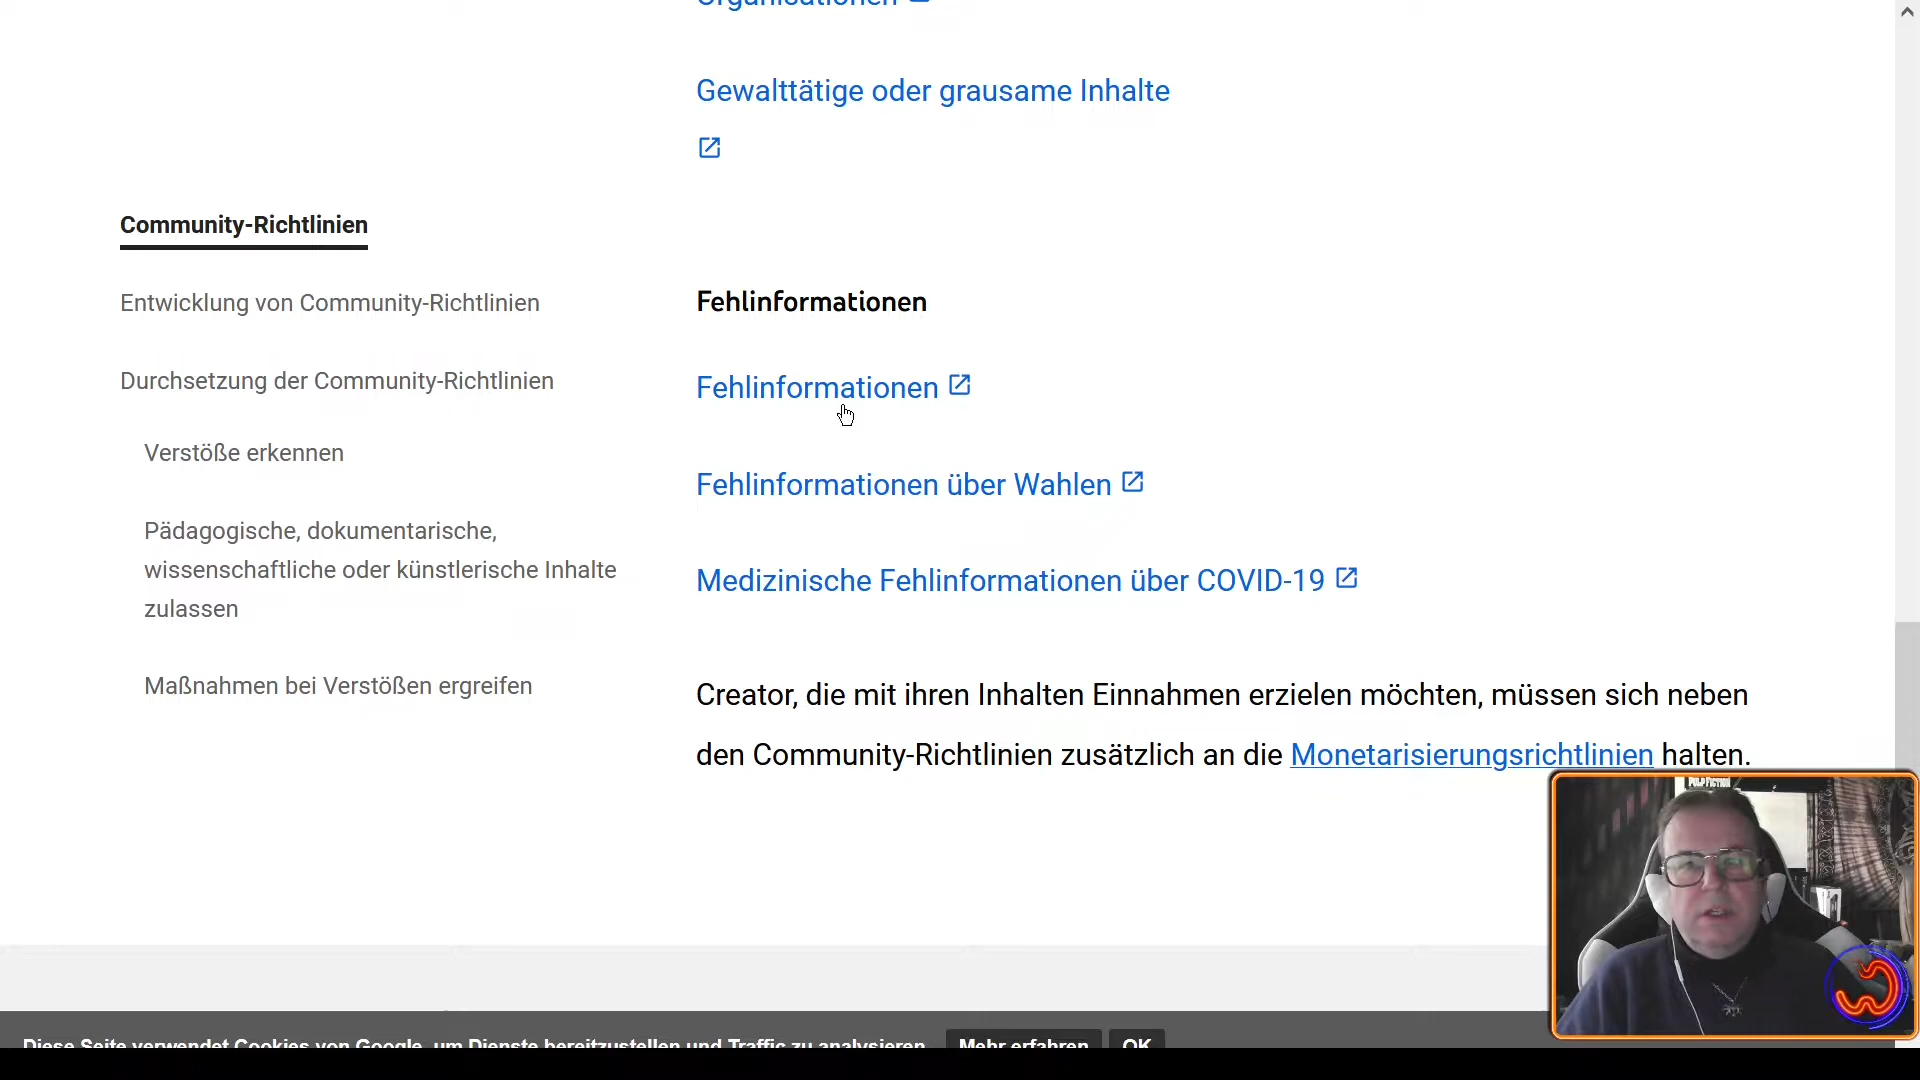 Organisationen
Gewalttätige oder grausame Inhalte
Community-Richtlinien
Entwicklung von Community-Richtlinien
Durchsetzung der Community-Richtlinien
Verstöße erkennen
Pädagogische, dokumentarische,
wissenschaftliche oder künstlerische Inhalte
zulassen
Maßnahmen bei Verstößen ergreifen
Fehlinformationen
Fehlinformationen
Fehlinformationen über Wahlen
Medizinische Fehlinformationen über COVID-19
Creator, die mit ihren Inhalten Einnahmen erzielen möchten, müssen sich neben
den Community-Richtlinien zusätzlich an die Monetarisierungsrichtlinien halten.
PULP FICTION
Diese Seite verwendet Cookies von Google, um Dienste bereitzustellen und Traffic zu analysieren.
Mehr erfahren
OK